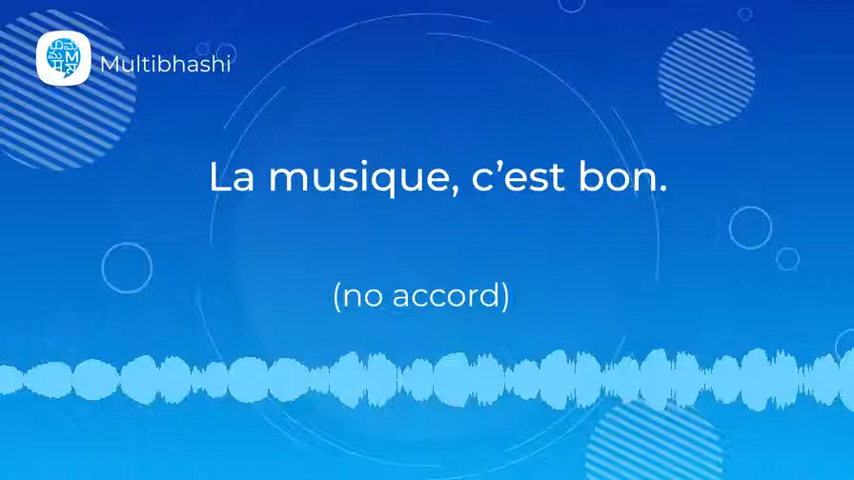 Multibhashi
La musique, c’est bon.
(no accord)